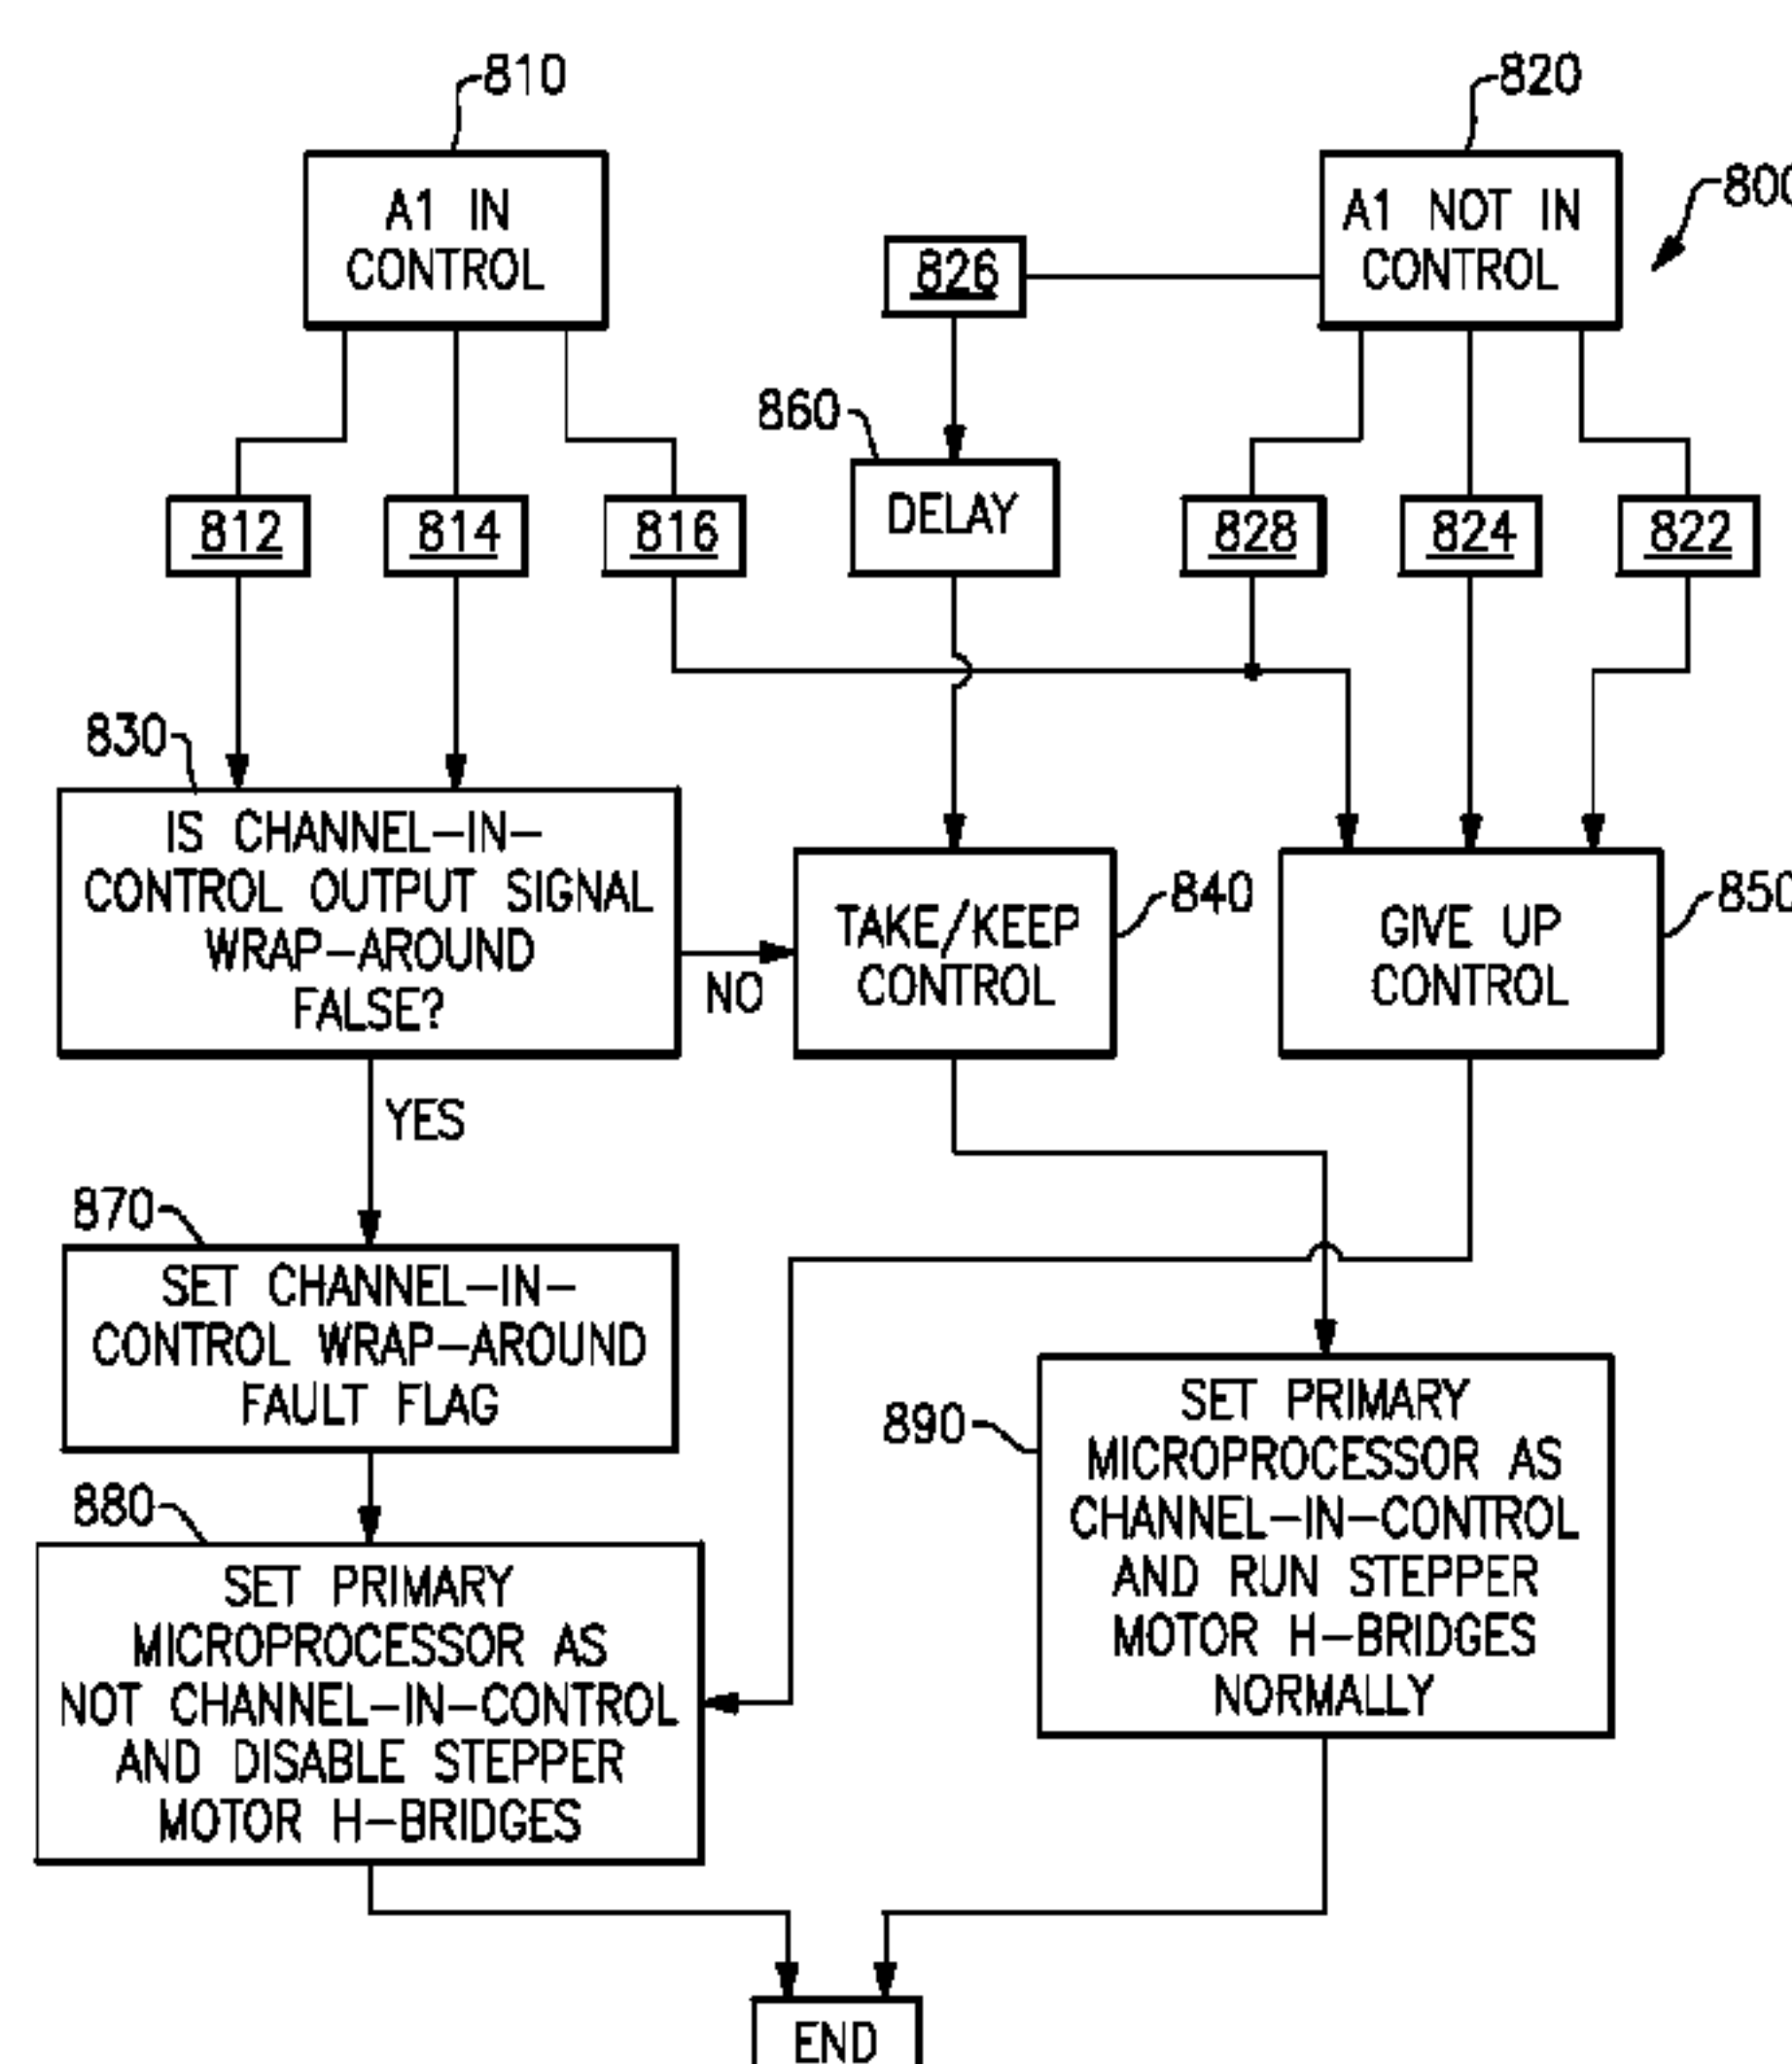 810
820
800
A1 IN
CONTROL
A1 NOT IN
CONTROL
826
860
DELAY
812
814
816
828
824
822
830
IS CHANNEL-IN-
CONTROL OUTPUT SIGNAL
WRAP-AROUND
FALSE?
NO
TAKE/KEEP
CONTROL
840
GIVE UP
CONTROL
850
YES
870
SET CHANNEL-IN-
CONTROL WRAP-AROUND
FAULT FLAG
880
SET PRIMARY
MICROPROCESSOR AS
NOT CHANNEL-IN-CONTROL
AND DISABLE STEPPER
MOTOR H-BRIDGES
890
SET PRIMARY
MICROPROCESSOR AS
CHANNEL-IN-CONTROL
AND RUN STEPPER
MOTOR H-BRIDGES
NORMALLY
END